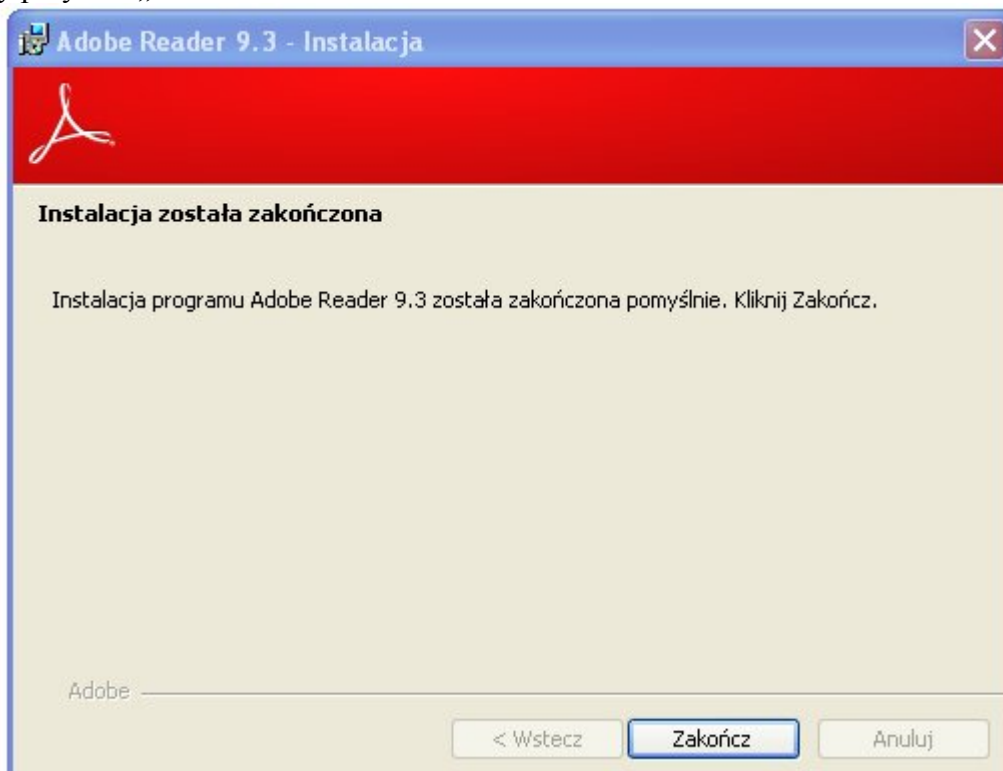 Adobe Reader 9.3 - Instalacja
Instalacja została zakończona
Instalacja programu Adobe Reader 9.3 została zakończona pomyślnie. Kliknij Zakończ.
Adobe
< Wstecz Zakończ Anuluj